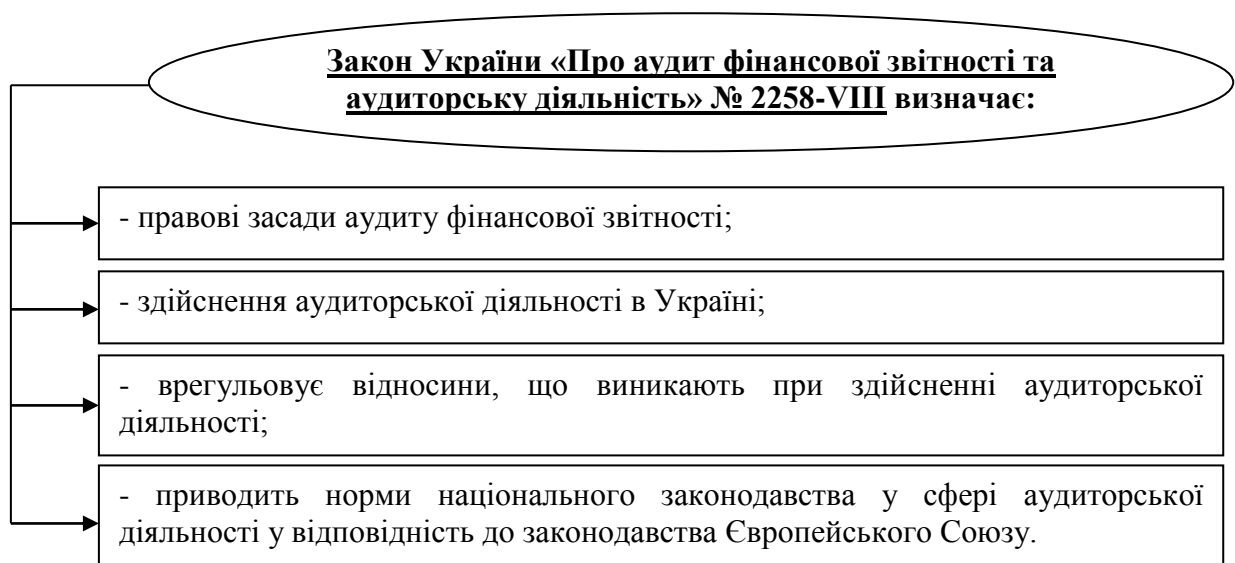 Закон України «Про аудит фінансової звітності та
аудиторську діяльність» № 2258-VIII визначає:
- правові засади аудиту фінансової звітності;
- здійснення аудиторської діяльності в Україні;
- врегульовує відносини, що виникають при здійсненні аудиторської
діяльності;
- приводить норми національного законодавства у сфері аудиторської
діяльності у відповідність до законодавства Європейського Союзу.